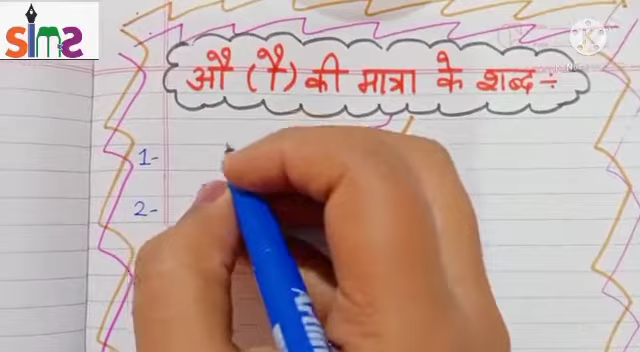 SIMS
औ (ौ) की मात्रा के शब्द ÷
1-
2-